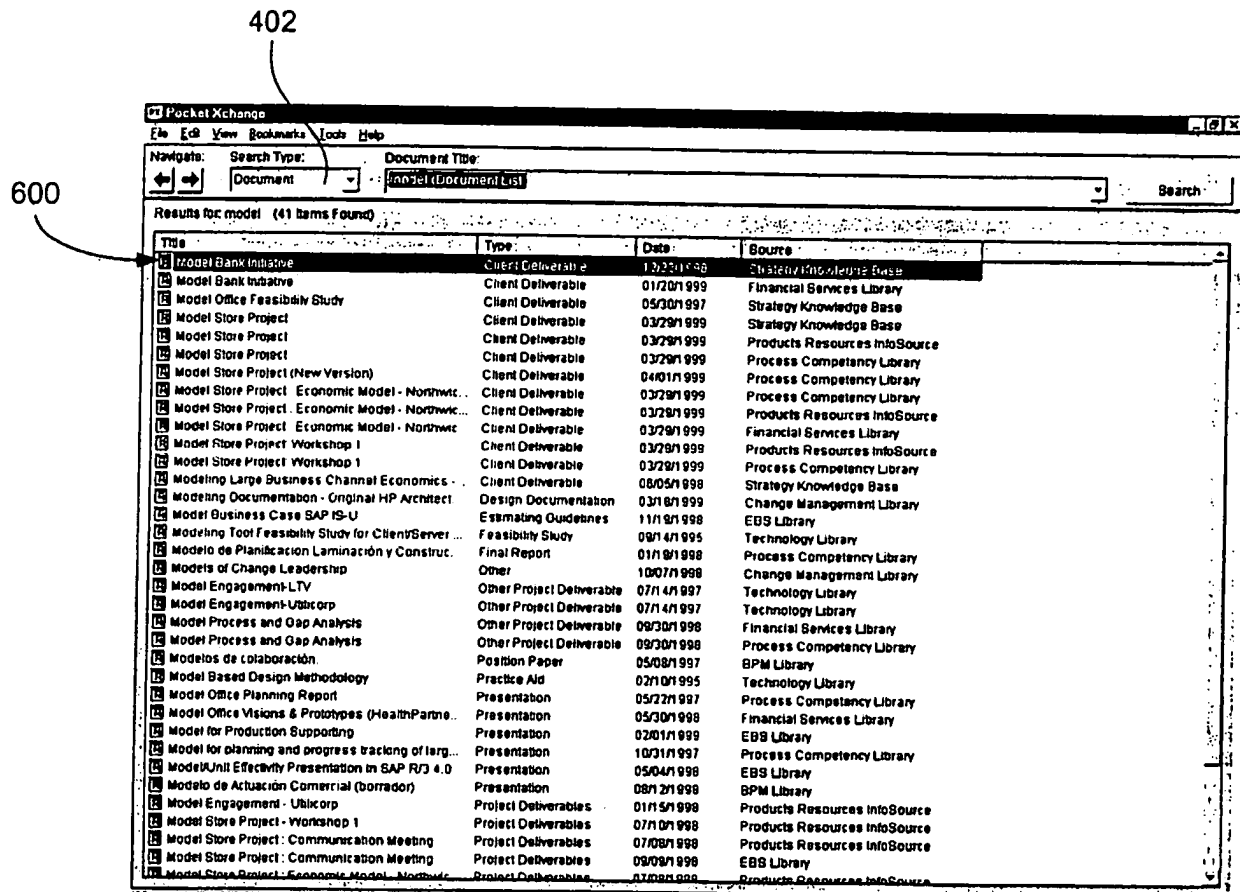 402
Pocket Xchange
File Edit View Bookmarks Tools Help
Navigate: Search Type: Document Title:
Document model (Document List) Search
600
Results for: model (41 Items Found)
Title Type Date Source
Model Bank Initiative Client Deliverable 12/22/1998 Strategy Knowledge Base
Model Bank Initiative Client Deliverable 01/20/1999 Financial Services Library
Model Office Feasibility Study Client Deliverable 05/30/1997 Strategy Knowledge Base
Model Store Project Client Deliverable 03/29/1999 Strategy Knowledge Base
Model Store Project Client Deliverable 03/29/1999 Products Resources InfoSource
Model Store Project Client Deliverable 03/29/1999 Process Competency Library
Model Store Project (New Version) Client Deliverable 04/01/1999 Process Competency Library
Model Store Project Economic Model - Northwic... Client Deliverable 03/29/1999 Process Competency Library
Model Store Project . Economic Model - Northwic... Client Deliverable 03/29/1999 Products Resources InfoSource
Model Store Project Economic Model - Northwic Client Deliverable 03/29/1999 Financial Services Library
Model Store Project Workshop 1 Client Deliverable 03/29/1999 Products Resources InfoSource
Model Store Project Workshop 1 Client Deliverable 03/29/1999 Process Competency Library
Modeling Large Business Channel Economics - . Client Deliverable 08/05/1998 Strategy Knowledge Base
Modeling Documentation - Original HP Architect Design Documentation 03/18/1999 Change Management Library
Model Business Case SAP IS-U Estimating Guidelines 11/19/1998 EBS Library
Modeling Tool Feasibility Study for Client/Server ... Feasibility Study 09/14/1995 Technology Library
Modelo de Planificacion Laminación y Construc. Final Report 01/19/1998 Process Competency Library
Models of Change Leadership Other 10/07/1998 Change Management Library
Model Engagement-LTV Other Project Deliverable 07/14/1997 Technology Library
Model Engagement-Utilicorp Other Project Deliverable 07/14/1997 Technology Library
Model Process and Gap Analysis Other Project Deliverable 09/30/1998 Financial Services Library
Model Process and Gap Analysis Other Project Deliverable 09/30/1998 Process Competency Library
Modelos de colaboración. Position Paper 05/08/1997 BPM Library
Model Based Design Methodology Practice Aid 02/10/1995 Technology Library
Model Office Planning Report Presentation 05/22/1997 Process Competency Library
Model Office Visions & Prototypes (HealthPartne.. Presentation 05/30/1998 Financial Services Library
Model for Production Supporting Presentation 02/01/1999 EBS Library
Model for planning and progress tracking of larg... Presentation 10/31/1997 Process Competency Library
Model/Unit Effectivity Presentation in SAP R/3 4.0 Presentation 05/04/1998 EBS Library
Modelo de Actuación Comercial (borrador) Presentation 08/12/1998 BPM Library
Model Engagement - Utilicorp Project Deliverables 01/15/1998 Products Resources InfoSource
Model Store Project - Workshop 1 Project Deliverables 07/10/1998 Products Resources InfoSource
Model Store Project : Communication Meeting Project Deliverables 07/08/1998 Products Resources InfoSource
Model Store Project : Communication Meeting Project Deliverables 09/09/1998 EBS Library
Model Store Project : Economic Model - Northwic Project Deliverables 07/08/1998 Products Resources InfoSource